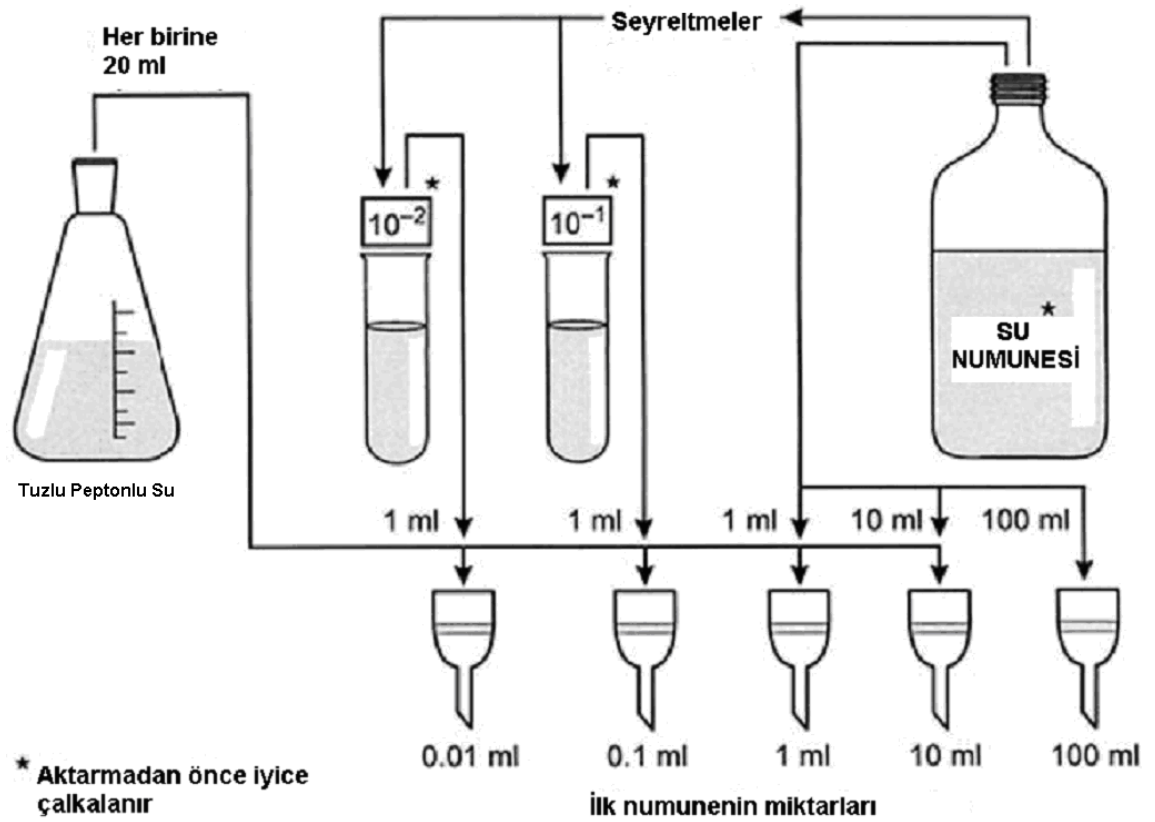 Seyreltmeler
Her birine
20 ml
10⁻²
*
10⁻¹
*
SU *
NUMUNESİ
Tuzlu Peptonlu Su
1 ml
1 ml
1 ml
10 ml
100 ml
0.01 ml
0.1 ml
1 ml
10 ml
100 ml
* Aktarmadan önce iyice
çalkalanır
İlk numunenin miktarları